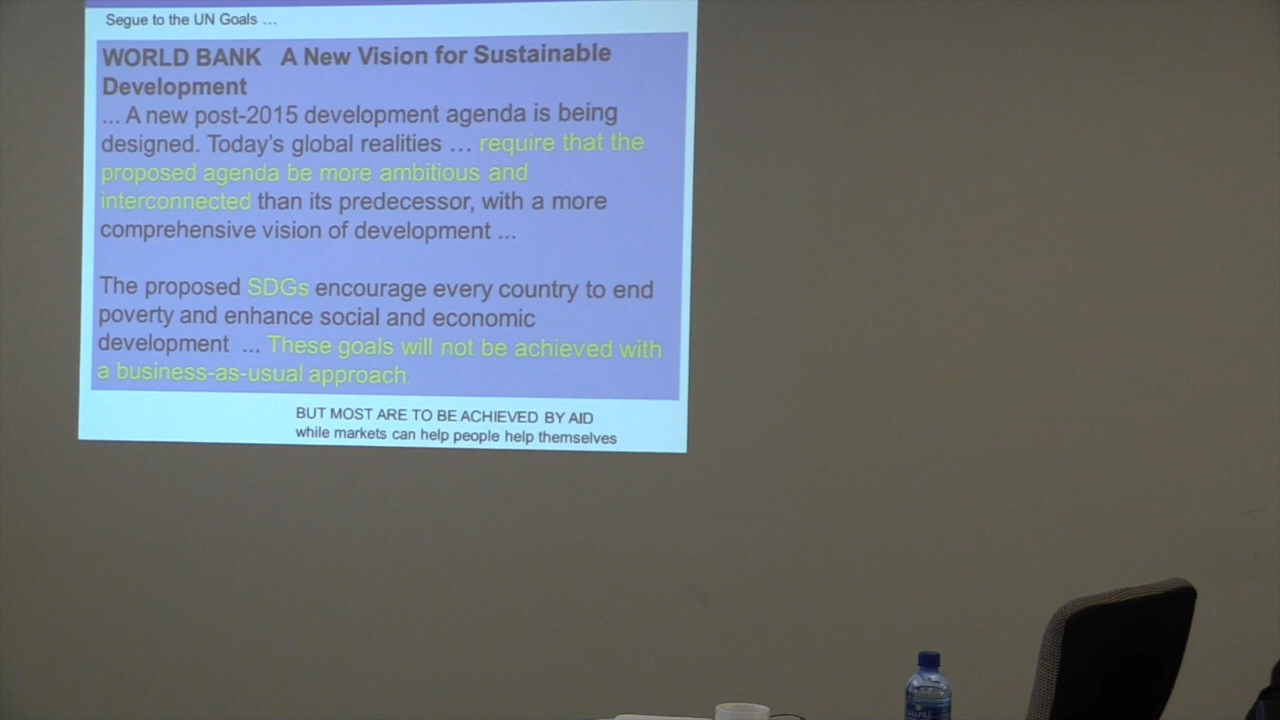 Segue to the UN Goals ...
WORLD BANK A New Vision for Sustainable
Development
... A new post-2015 development agenda is being
designed. Today's global realities ... require that the
proposed agenda be more ambitious and
interconnected than its predecessor, with a more
comprehensive vision of development ...
The proposed SDGs encourage every country to end
poverty and enhance social and economic
development ... These goals will not be achieved with
a business-as-usual approach.
BUT MOST ARE TO BE ACHIEVED BY AID
while markets can help people help themselves